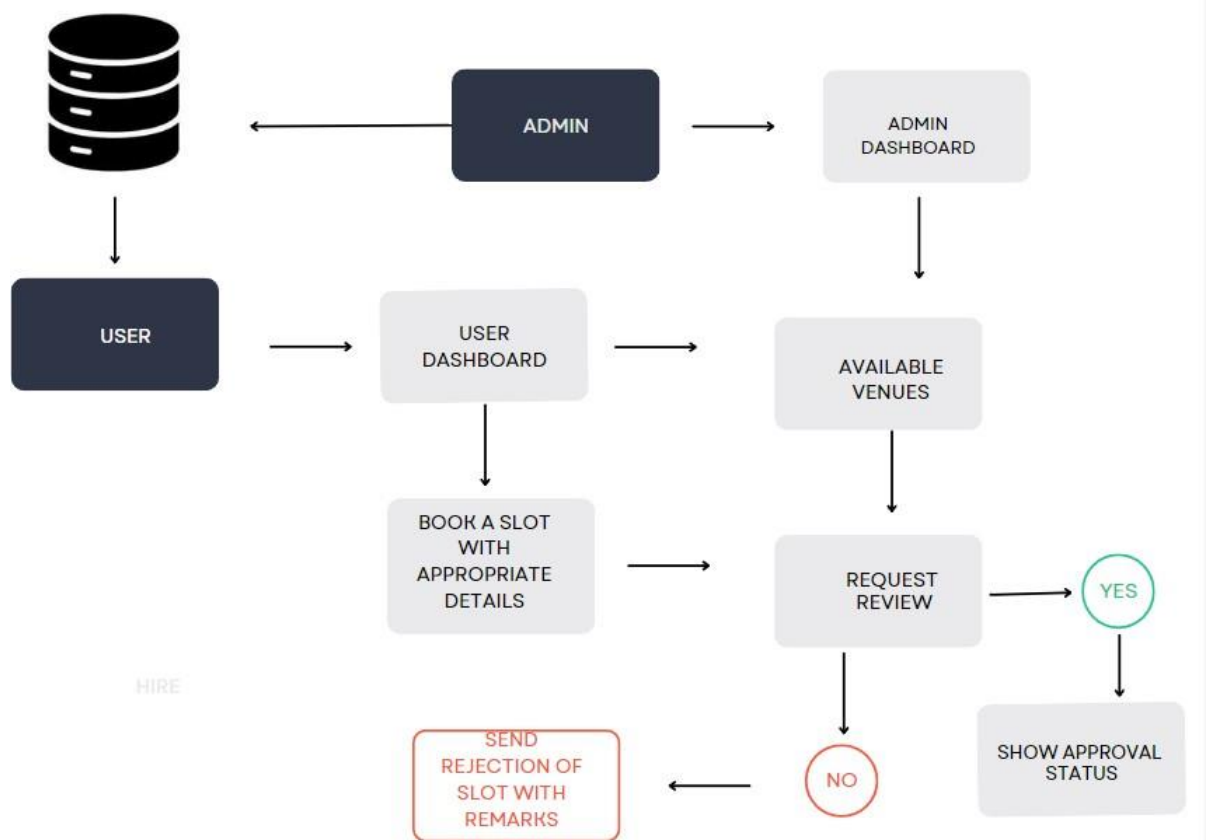 ADMIN
ADMIN
DASHBOARD
USER
USER
DASHBOARD
AVAILABLE
VENUES
BOOK A SLOT
WITH
APPROPRIATE
DETAILS
REQUEST
REVIEW
YES
HIRE
SEND
REJECTION OF
SLOT WITH
REMARKS
NO
SHOW APPROVAL
STATUS